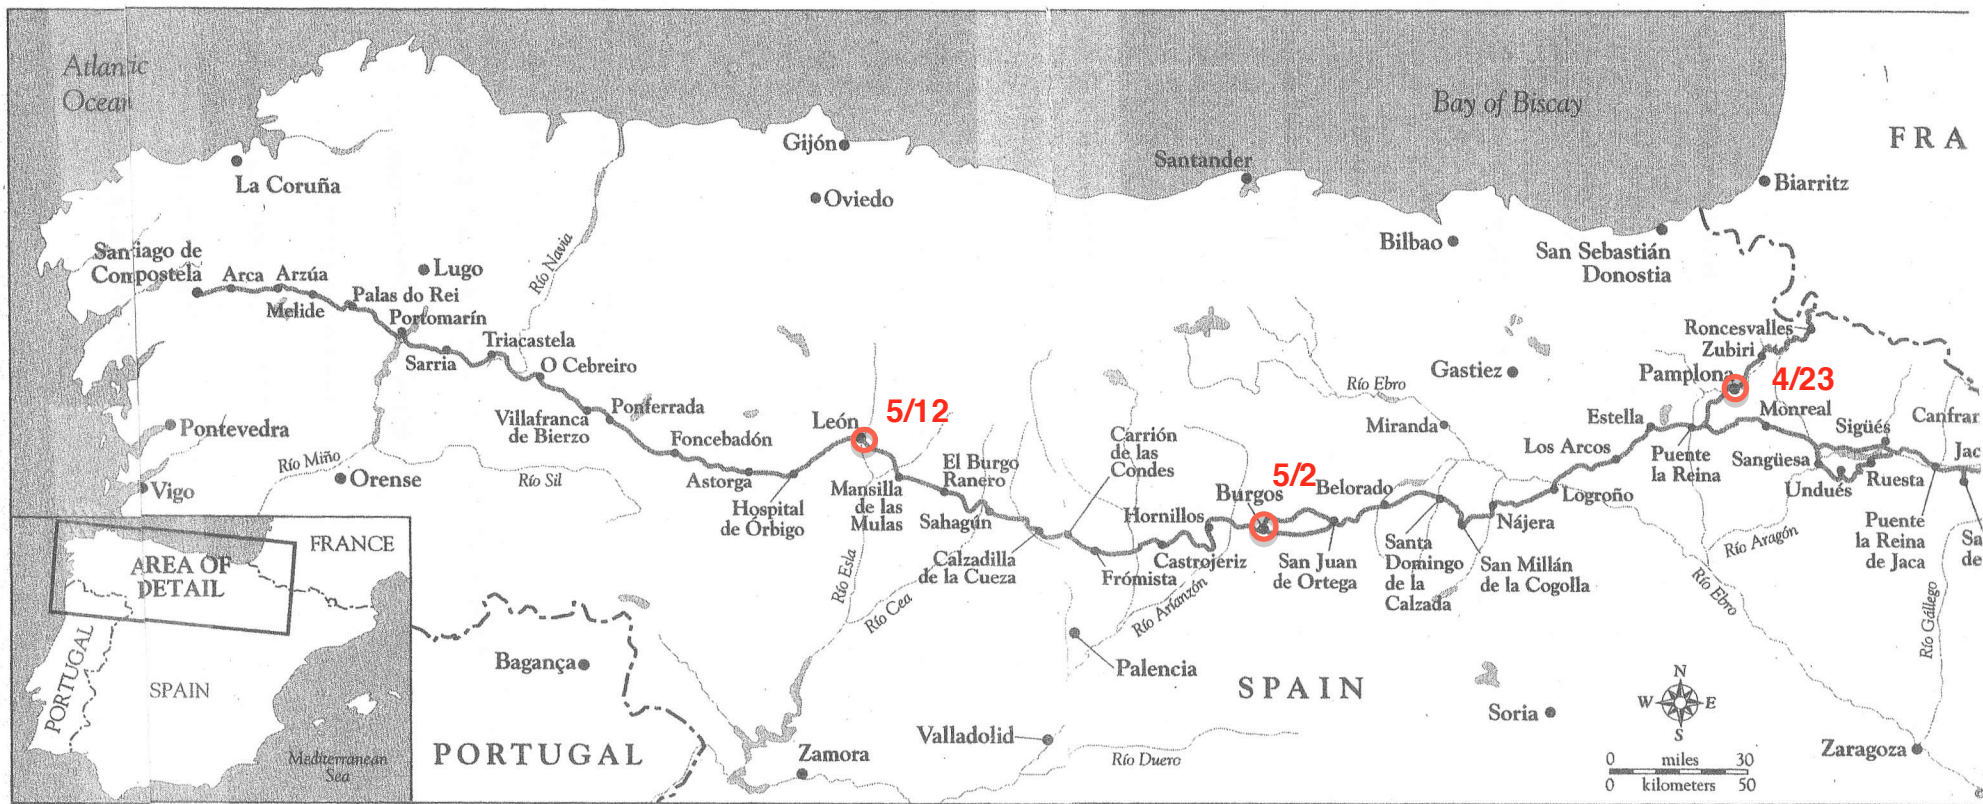 Atlantic
Ocean
Bay of Biscay
FRA
Gijón
Santander
La Coruña
Biarritz
Oviedo
Bilbao
San Sebastián
Donostia
Santiago de
Compostela
Arca
Arzúa
Melide
Lugo
Palas do Rei
Portomarín
Río Navia
Triacastela
Sarria
O Cebreiro
Roncesvalles
Zubiri
Pamplona
4/23
Gastiez
Río Ebro
Miranda
Estella
Monreal
Canfran
Sigüés
Los Arcos
Puente
la Reina
Sangüesa
Jac
Undués
Ruesta
Villafranca
de Bierzo
Ponferrada
León
5/12
Foncebadón
Pontevedra
Río Miño
Orense
Río Sil
Vigo
Astorga
Hospital
de Órbigo
Mansilla
de las
Mulas
El Burgo
Ranero
Sahagún
Carrión
de las
Condes
Calzadilla
de la Cueza
Hornillos
Burgos
5/2
Belorado
Logroño
Nájera
Frómista
Castrojeriz
San Juan
de Ortega
Santa
Domingo
de la
Calzada
San Millán
de la Cogolla
Río Aragón
Puente
la Reina
de Jaca
Sa
de
Río Esla
Río Cea
Río Arlanzón
Río Ebro
Río Gállego
AREA OF
DETAIL
FRANCE
PORTUGAL
SPAIN
Mediterranean
Sea
Bagança
Palencia
SPAIN
Soria
N
W
E
S
PORTUGAL
Zamora
Valladolid
Río Duero
Zaragoza
0 miles 30
0 kilometers 50